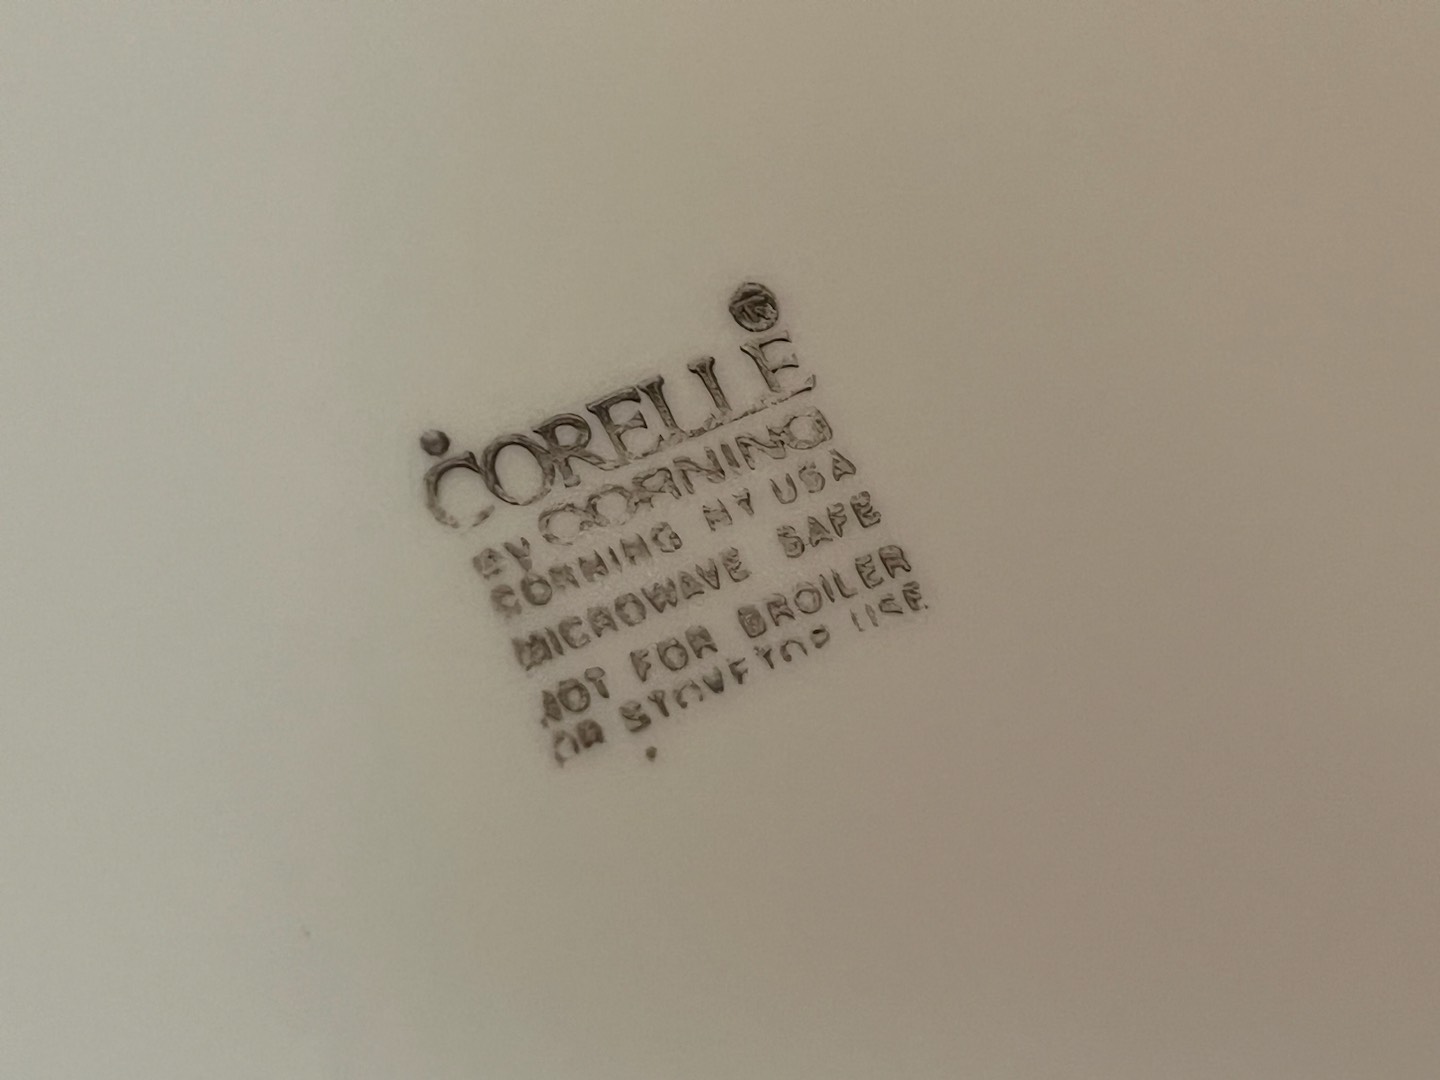 CORELLE®
BY CORNING
CORNING NY USA
MICROWAVE SAFE
NOT FOR BROILER
OR STOVETOP USE